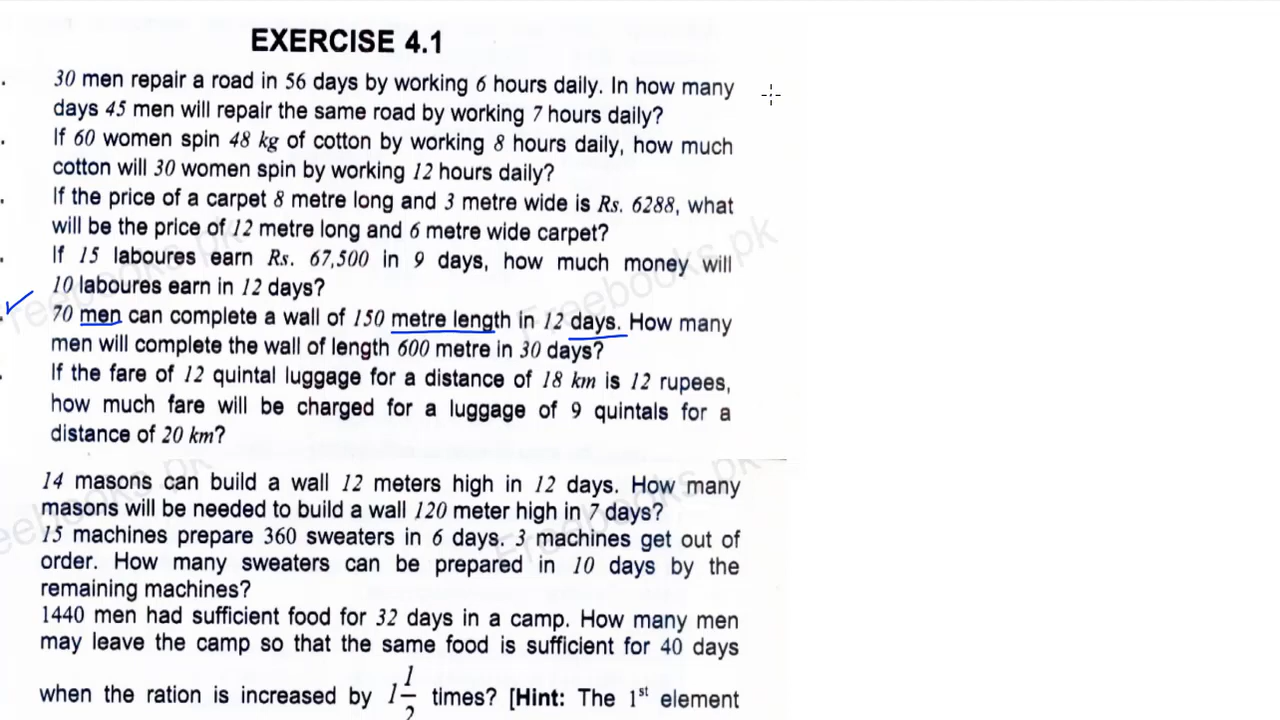 EXERCISE 4.1
30 men repair a road in 56 days by working 6 hours daily. In how many
days 45 men will repair the same road by working 7 hours daily?
If 60 women spin 48 kg of cotton by working 8 hours daily, how much
cotton will 30 women spin by working 12 hours daily?
If the price of a carpet 8 metre long and 3 metre wide is Rs. 6288, what
will be the price of 12 metre long and 6 metre wide carpet?
If 15 laboures earn Rs. 67,500 in 9 days, how much money will
10 laboures earn in 12 days?
70 men can complete a wall of 150 metre length in 12 days. How many
men will complete the wall of length 600 metre in 30 days?
If the fare of 12 quintal luggage for a distance of 18 km is 12 rupees,
how much fare will be charged for a luggage of 9 quintals for a
distance of 20 km?
14 masons can build a wall 12 meters high in 12 days. How many
masons will be needed to build a wall 120 meter high in 7 days?
15 machines prepare 360 sweaters in 6 days. 3 machines get out of
order. How many sweaters can be prepared in 10 days by the
remaining machines?
1440 men had sufficient food for 32 days in a camp. How many men
may leave the camp so that the same food is sufficient for 40 days
when the ration is increased by 1 1/2 times? [Hint: The 1st element
Freebooks.pk